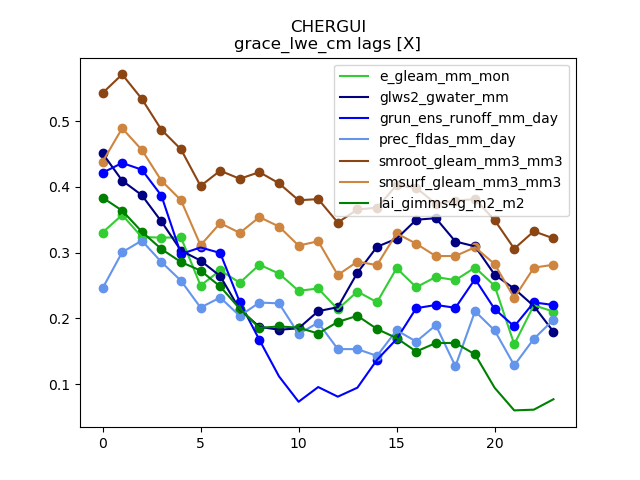 CHERGUI
grace_lwe_cm lags [X]
e_gleam_mm_mon
glws2_gwater_mm
grun_ens_runoff_mm_day
prec_fldas_mm_day
smroot_gleam_mm3_mm3
smsurf_gleam_mm3_mm3
lai_gimms4g_m2_m2
0.5
0.4
0.3
0.2
0.1
0 5 10 15 20